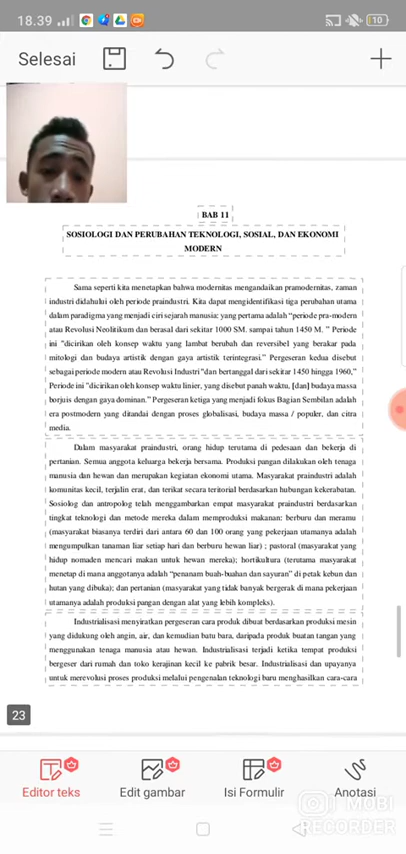 18.39
10
Selesai
BAB 11
SOSIOLOGI DAN PERUBAHAN TEKNOLOGI, SOSIAL, DAN EKONOMI
MODERN
Sama seperti kita menetapkan bahwa modernitas mengandaikan pramodernitas, zaman
industri didahului oleh periode praindustri. Kita dapat mengidentifikasi tiga perubahan utama
dalam paradigma yang menjadi ciri sejarah manusia: yang pertama adalah “periode pra-modern
atau Revolusi Neolitikum dan berasal dari sekitar 1000 SM. sampai tahun 1450 M. ” Periode
ini “dicirikan oleh konsep waktu yang lambat berubah dan reversibel yang berakar pada
mitologi dan budaya artistik dengan gaya artistik terintegrasi.” Pergeseran kedua disebut
sebagai periode modern atau Revolusi Industri “dan bertanggal dari sekitar 1450 hingga 1960,”
Periode ini “dicirikan oleh konsep waktu linier, yang disebut panah waktu, [dan] budaya massa
borjuis dengan gaya dominan.” Pergeseran ketiga yang menjadi fokus Bagian Sembilan adalah
era postmodern yang ditandai dengan proses globalisasi, budaya massa / populer, dan citra
media.
Dalam masyarakat praindustri, orang hidup terutama di pedesaan dan bekerja di
pertanian. Semua anggota keluarga bekerja bersama. Produksi pangan dilakukan oleh tenaga
manusia dan hewan dan merupakan kegiatan ekonomi utama. Masyarakat praindustri adalah
komunitas kecil, terjalin erat, dan terikat secara teritorial berdasarkan hubungan kekerabatan.
Sosiolog dan antropolog telah menggambarkan empat masyarakat praindustri berdasarkan
tingkat teknologi dan metode mereka dalam memproduksi makanan: berburu dan meramu
(masyarakat biasanya terdiri dari antara 60 dan 100 orang yang pekerjaan utamanya adalah
mengumpulkan tanaman liar setiap hari dan berburu hewan liar) ; pastoral (masyarakat yang
hidup nomaden mencari makan untuk hewan mereka); hortikultura (terutama masyarakat
menetap di mana anggotanya adalah “penanam buah-buahan dan sayuran” di petak kebun dan
hutan yang dibuka); dan pertanian (masyarakat yang tidak banyak bergerak di mana pekerjaan
utamanya adalah produksi pangan dengan alat yang lebih kompleks).
Industrialisasi menyiratkan pergeseran cara produk dibuat berdasarkan produksi mesin
yang didukung oleh angin, air, dan kemudian batu bara, daripada produk buatan tangan yang
menggunakan tenaga manusia atau hewan. Industrialisasi terjadi ketika tempat produksi
bergeser dari rumah dan toko kerajinan kecil ke pabrik besar. Industrialisasi dan upayanya
untuk merevolusi proses produksi melalui pengenalan teknologi baru menghasilkan cara-cara
23
Editor teks
Edit gambar
Isi Formulir
Anotasi
MOBI
RECORDER